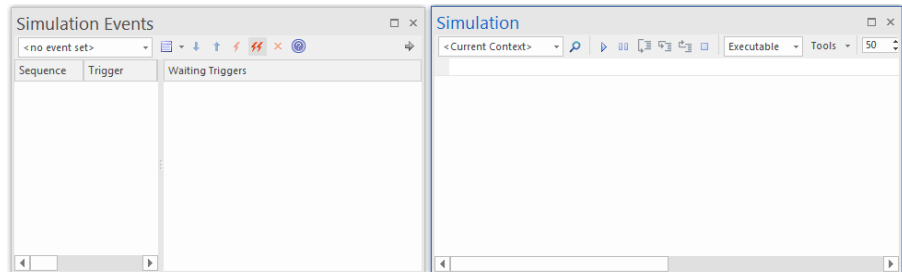 Simulation Events
<no event set>
Sequence Trigger Waiting Triggers
Simulation
<Current Context> Executable Tools 50